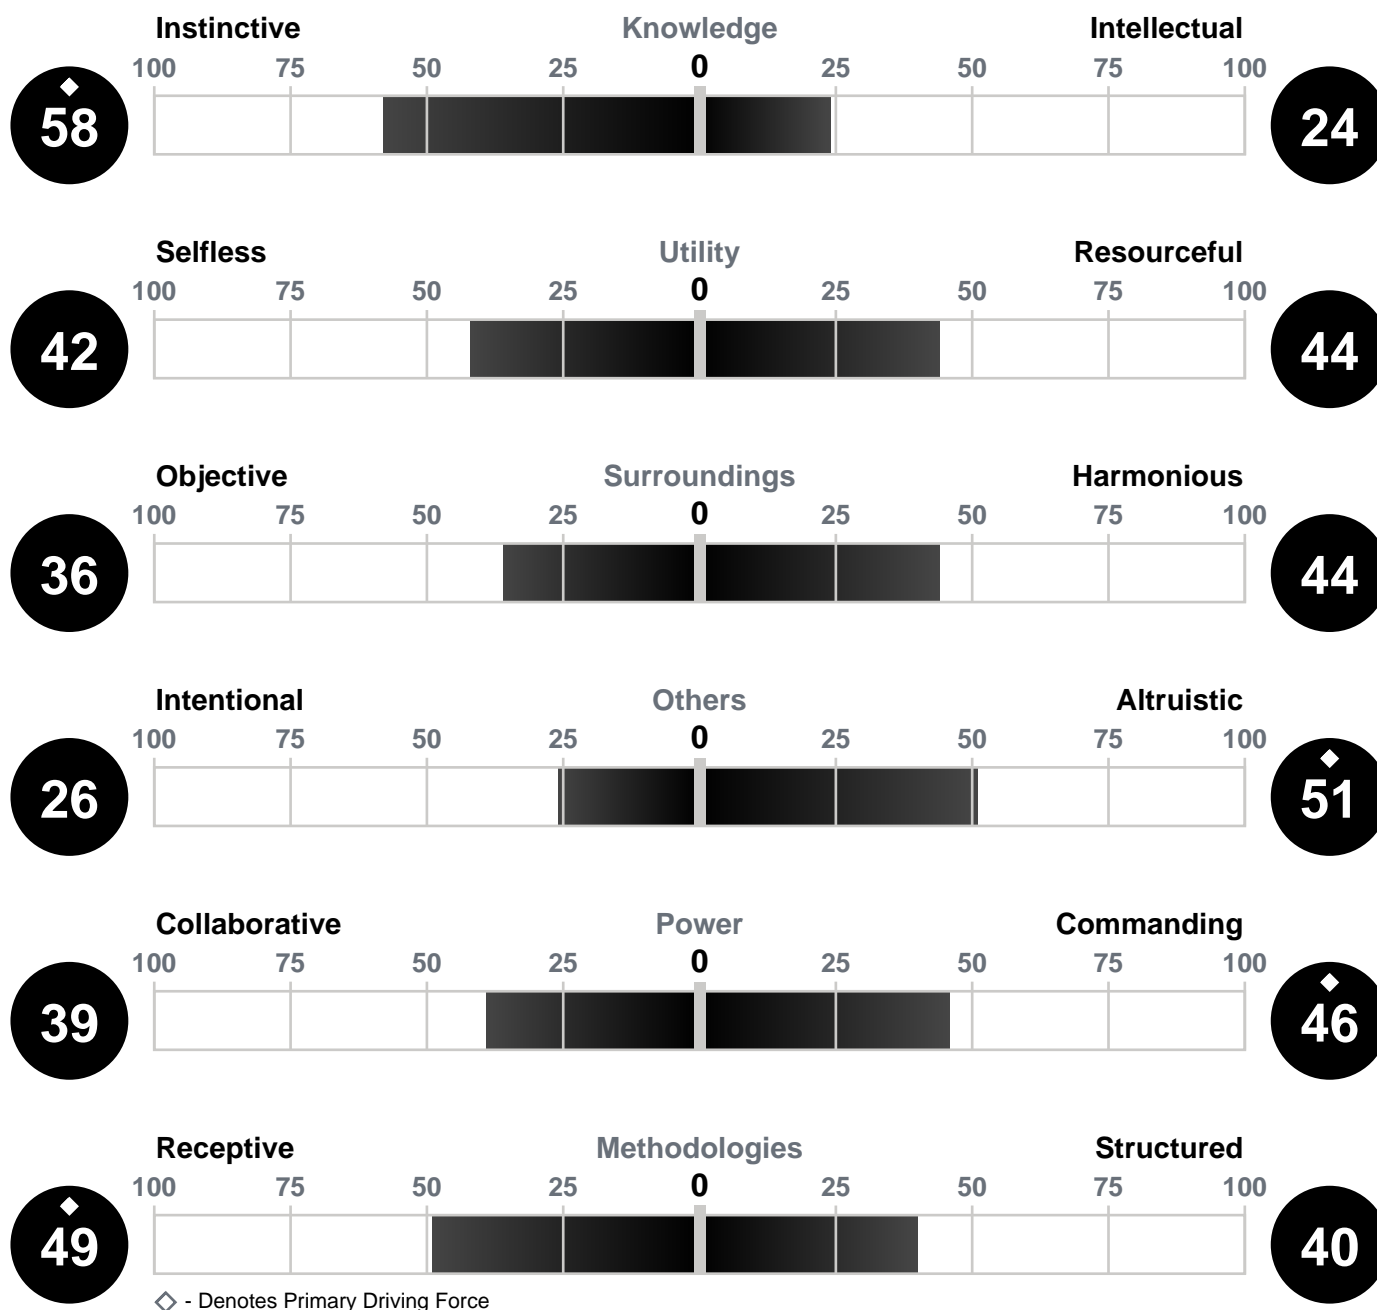 Instinctive Knowledge Intellectual
100 75 50 25 0 25 50 75 100
58 24
Selfless Utility Resourceful
100 75 50 25 0 25 50 75 100
42 44
Objective Surroundings Harmonious
100 75 50 25 0 25 50 75 100
36 44
Intentional Others Altruistic
100 75 50 25 0 25 50 75 100
26 51
Collaborative Power Commanding
100 75 50 25 0 25 50 75 100
39 46
Receptive Methodologies Structured
100 75 50 25 0 25 50 75 100
49 40
◇ - Denotes Primary Driving Force